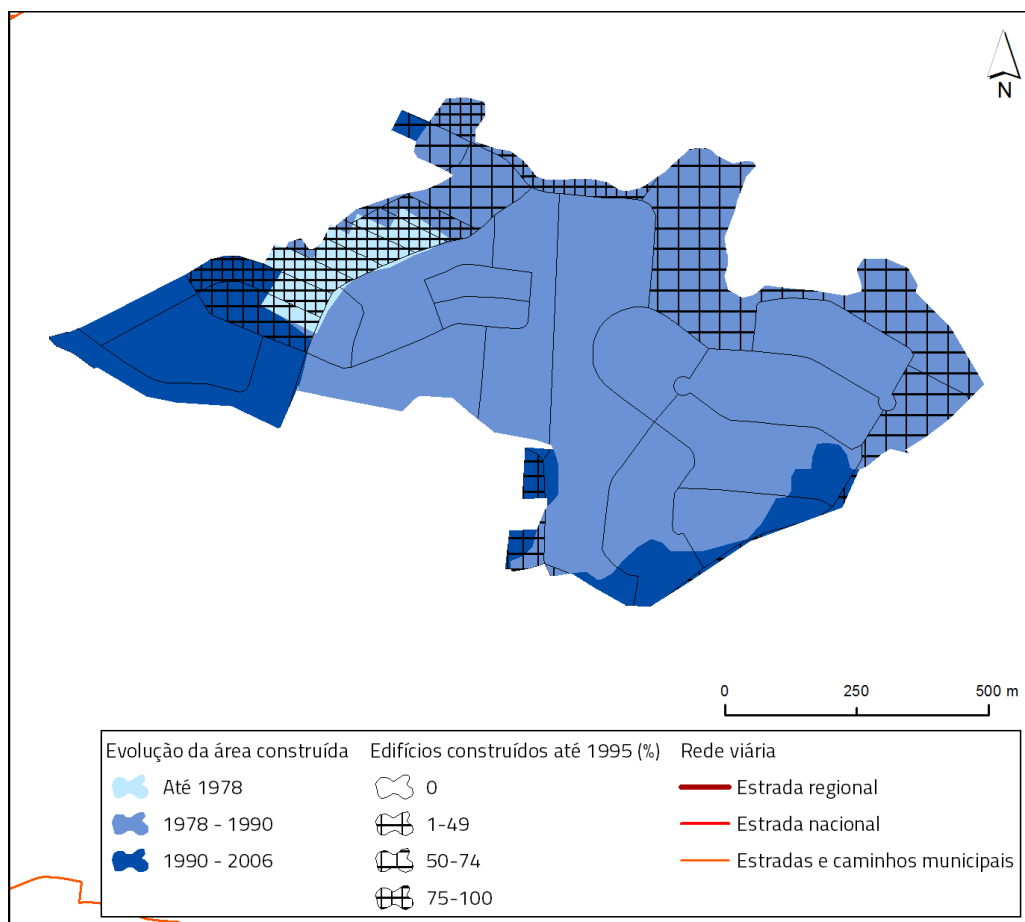 N
0 250 500 m
Evolução da área construída
Até 1978
1978 - 1990
1990 - 2006
Edifícios construídos até 1995 (%)
0
1-49
50-74
75-100
Rede viária
Estrada regional
Estrada nacional
Estradas e caminhos municipais